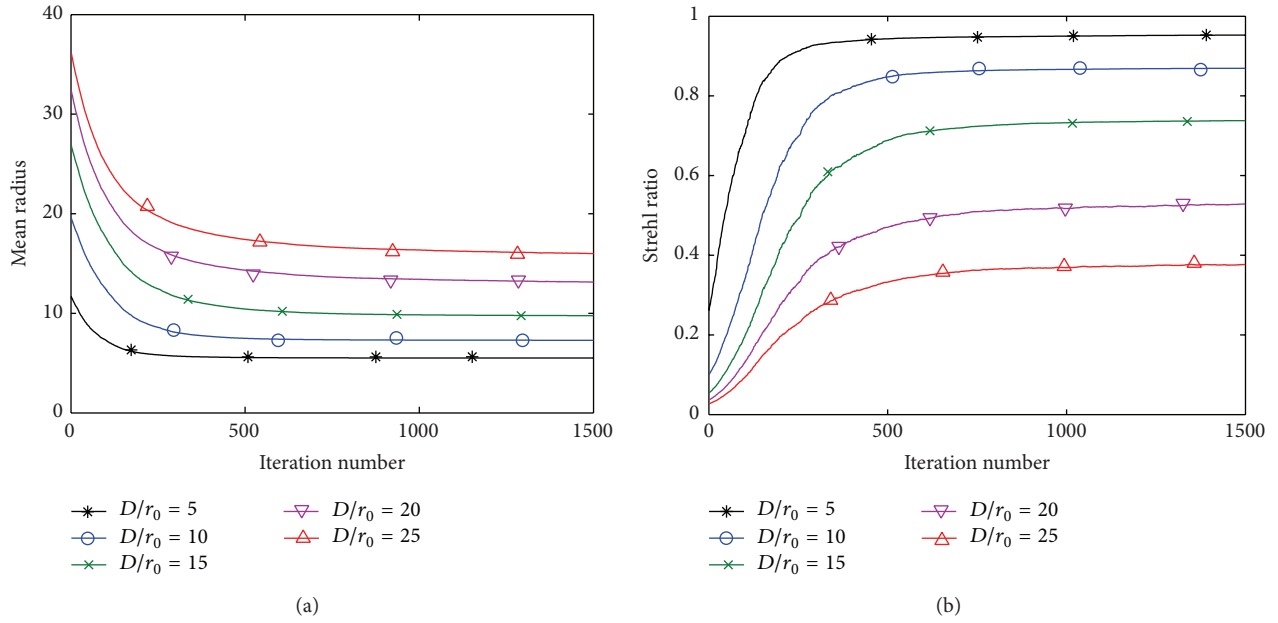 40
30
20
10
0
Mean radius
0 500 1000 1500
Iteration number
D/r₀ = 5
D/r₀ = 10
D/r₀ = 15
D/r₀ = 20
D/r₀ = 25
(a)
1
0.8
0.6
0.4
0.2
0
Strehl ratio
0 500 1000 1500
Iteration number
D/r₀ = 5
D/r₀ = 10
D/r₀ = 15
D/r₀ = 20
D/r₀ = 25
(b)